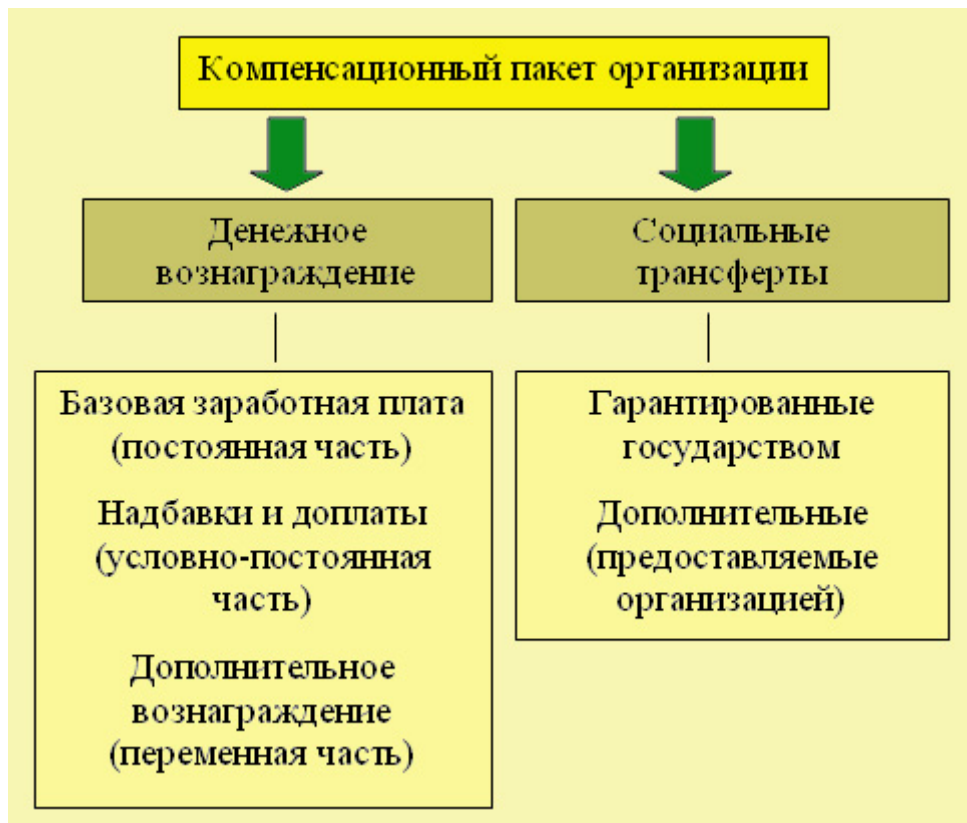 Компенсационный пакет организации
Денежное
вознаграждение
Социальные
трансферты
Базовая заработная плата
(постоянная часть)
Надбавки и доплаты
(условно-постоянная
часть)
Дополнительное
вознаграждение
(переменная часть)
Гарантированные
государством
Дополнительные
(предоставляемые
организацией)